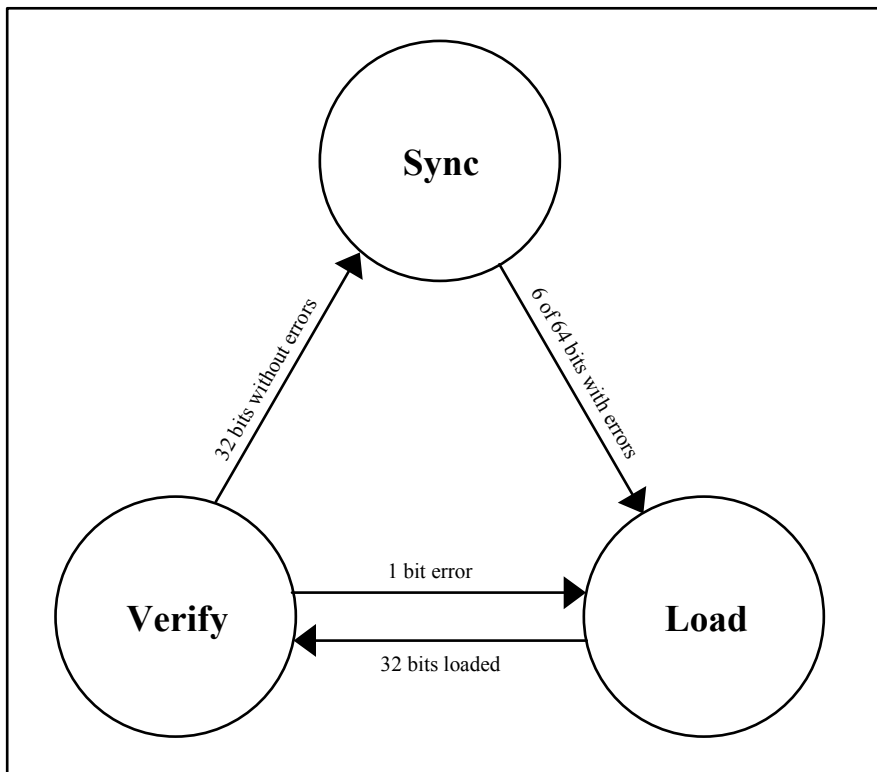 Sync
32 bits without errors
6 of 64 bits with errors
1 bit error
Verify
Load
32 bits loaded